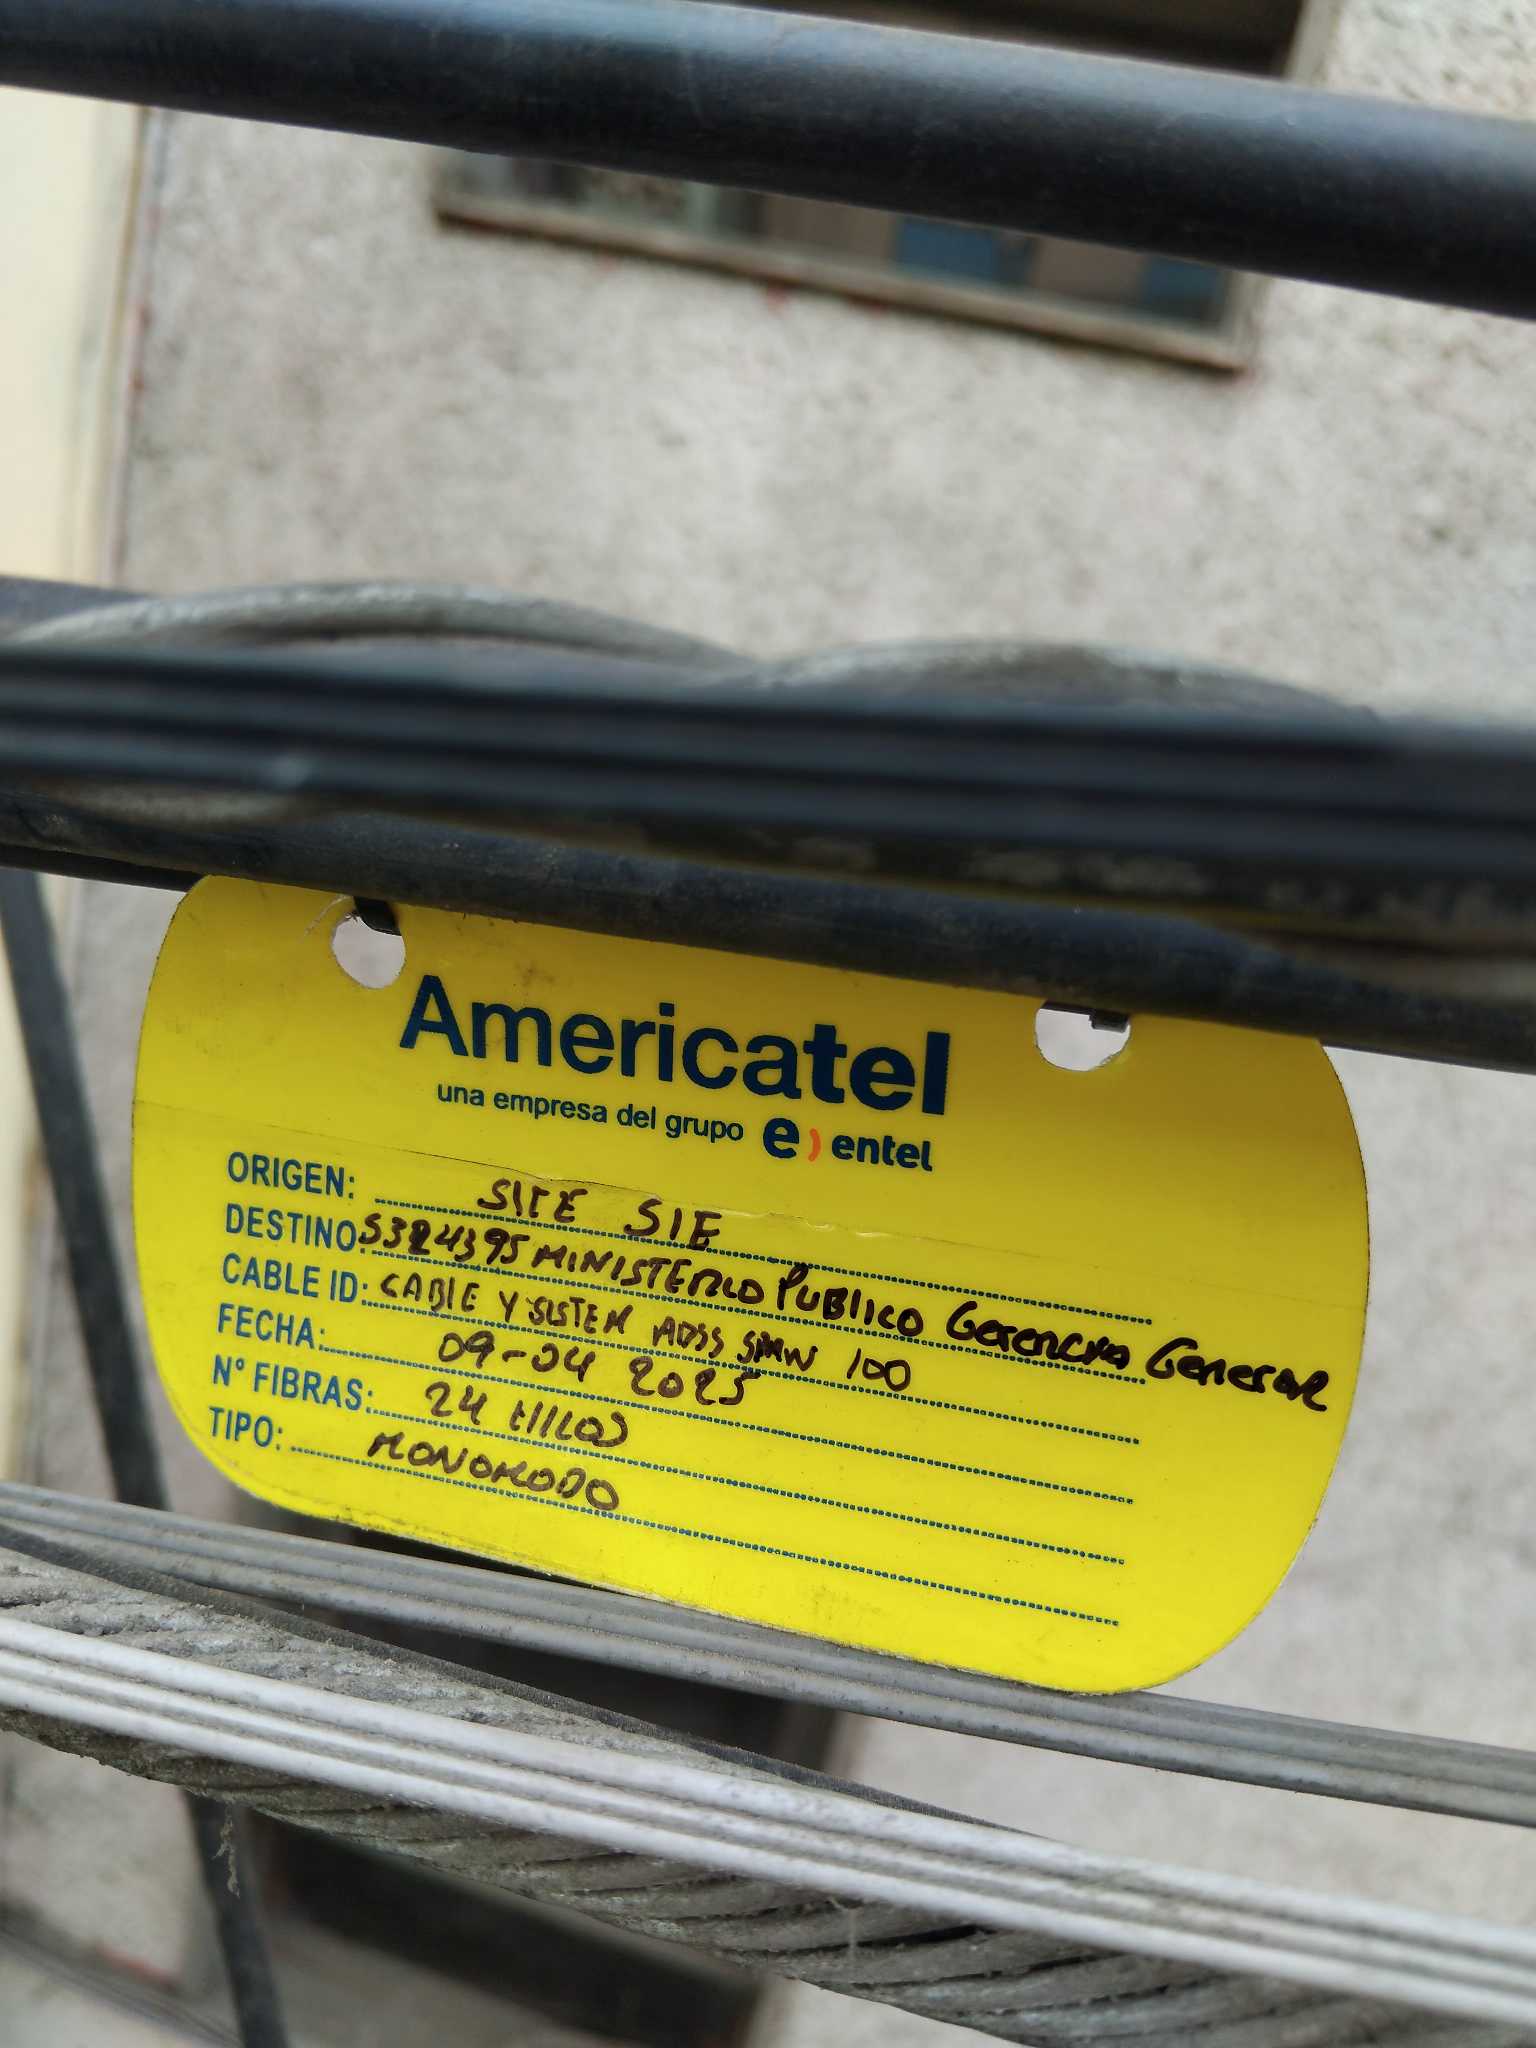 Americatel
una empresa del grupo e) entel
ORIGEN: SITE SIE
DESTINO: 5324395 MINISTERIO PUBLICO Gerencia General
CABLE ID: CABLE Y SISTEM ADSS SPAN 100
FECHA: 09-04 2025
N° FIBRAS: 24 HILOS
TIPO: MONOMODO